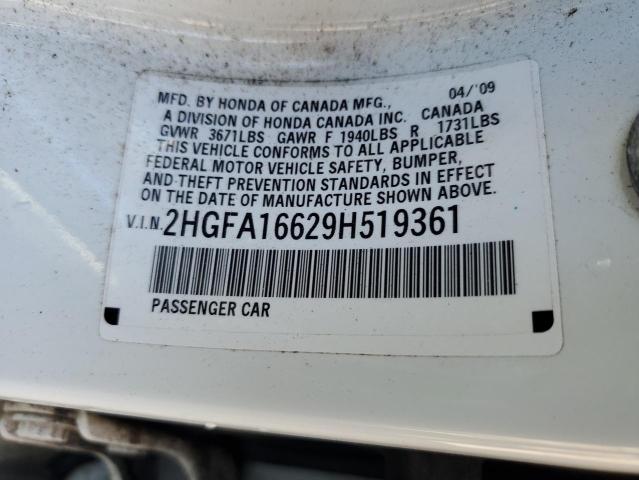 MFD. BY HONDA OF CANADA MFG., 04/'09
A DIVISION OF HONDA CANADA INC. CANADA
GVWR 3671LBS GAWR F 1940LBS R 1731LBS
THIS VEHICLE CONFORMS TO ALL APPLICABLE
FEDERAL MOTOR VEHICLE SAFETY, BUMPER,
AND THEFT PREVENTION STANDARDS IN EFFECT
ON THE DATE OF MANUFACTURE SHOWN ABOVE.
V.I.N. 2HGFA16629H519361
PASSENGER CAR